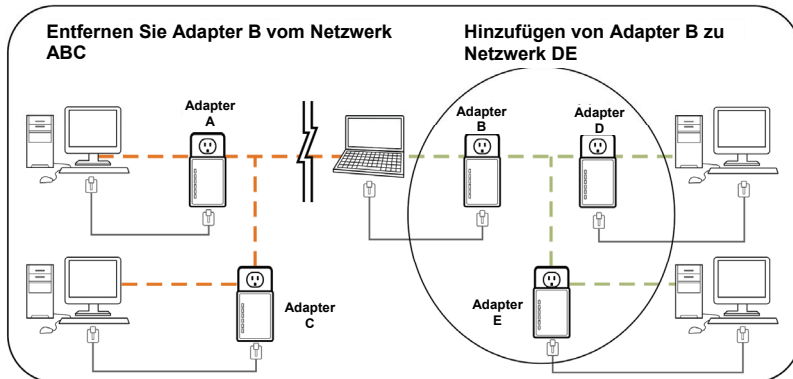 Entfernen Sie Adapter B vom Netzwerk
ABC
Hinzufügen von Adapter B zu
Netzwerk DE
Adapter
A
Adapter
B
Adapter
D
Adapter
C
Adapter
E